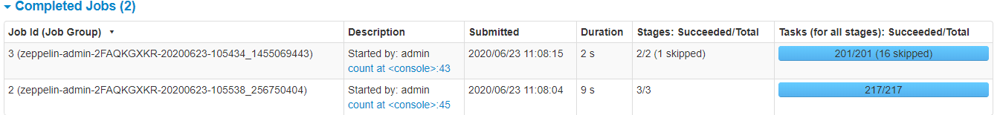 Completed Jobs (2)
Job Id (Job Group) ▾ Description Submitted Duration Stages: Succeeded/Total Tasks (for all stages): Succeeded/Total
3 (zeppelin-admin-2FAQKGXKR-20200623-105434_1455069443) Started by: admin 2020/06/23 11:08:15 2 s 2/2 (1 skipped) 201/201 (16 skipped)
count at <console>:43
2 (zeppelin-admin-2FAQKGXKR-20200623-105538_256750404) Started by: admin 2020/06/23 11:08:04 9 s 3/3 217/217
count at <console>:45